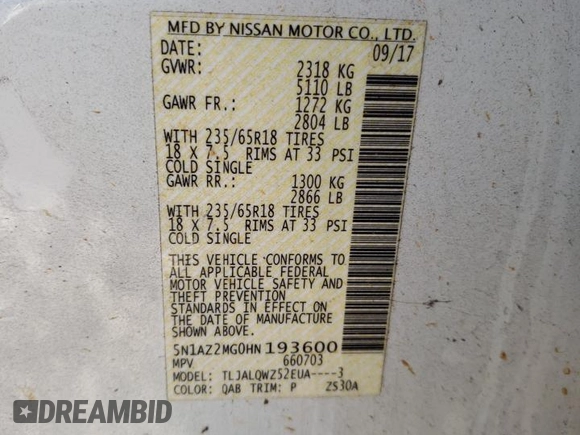 MFD BY NISSAN MOTOR CO., LTD.
DATE: 09/17
GVWR: 2318 KG
5110 LB
GAWR FR.: 1272 KG
2804 LB
WITH 235/65R18 TIRES
18 X 7.5 RIMS AT 33 PSI
COLD SINGLE
GAWR RR.: 1300 KG
2866 LB
WITH 235/65R18 TIRES
18 X 7.5 RIMS AT 33 PSI
COLD SINGLE
THIS VEHICLE CONFORMS TO
ALL APPLICABLE FEDERAL
MOTOR VEHICLE SAFETY AND
THEFT PREVENTION
STANDARDS IN EFFECT ON
THE DATE OF MANUFACTURE
SHOWN ABOVE.
5N1AZ2MG0HN193600
MPV 660703
MODEL: TLJALQWZ52EUA----3
COLOR: QAB TRIM: P ZS30A
AUTOBIDMASTER